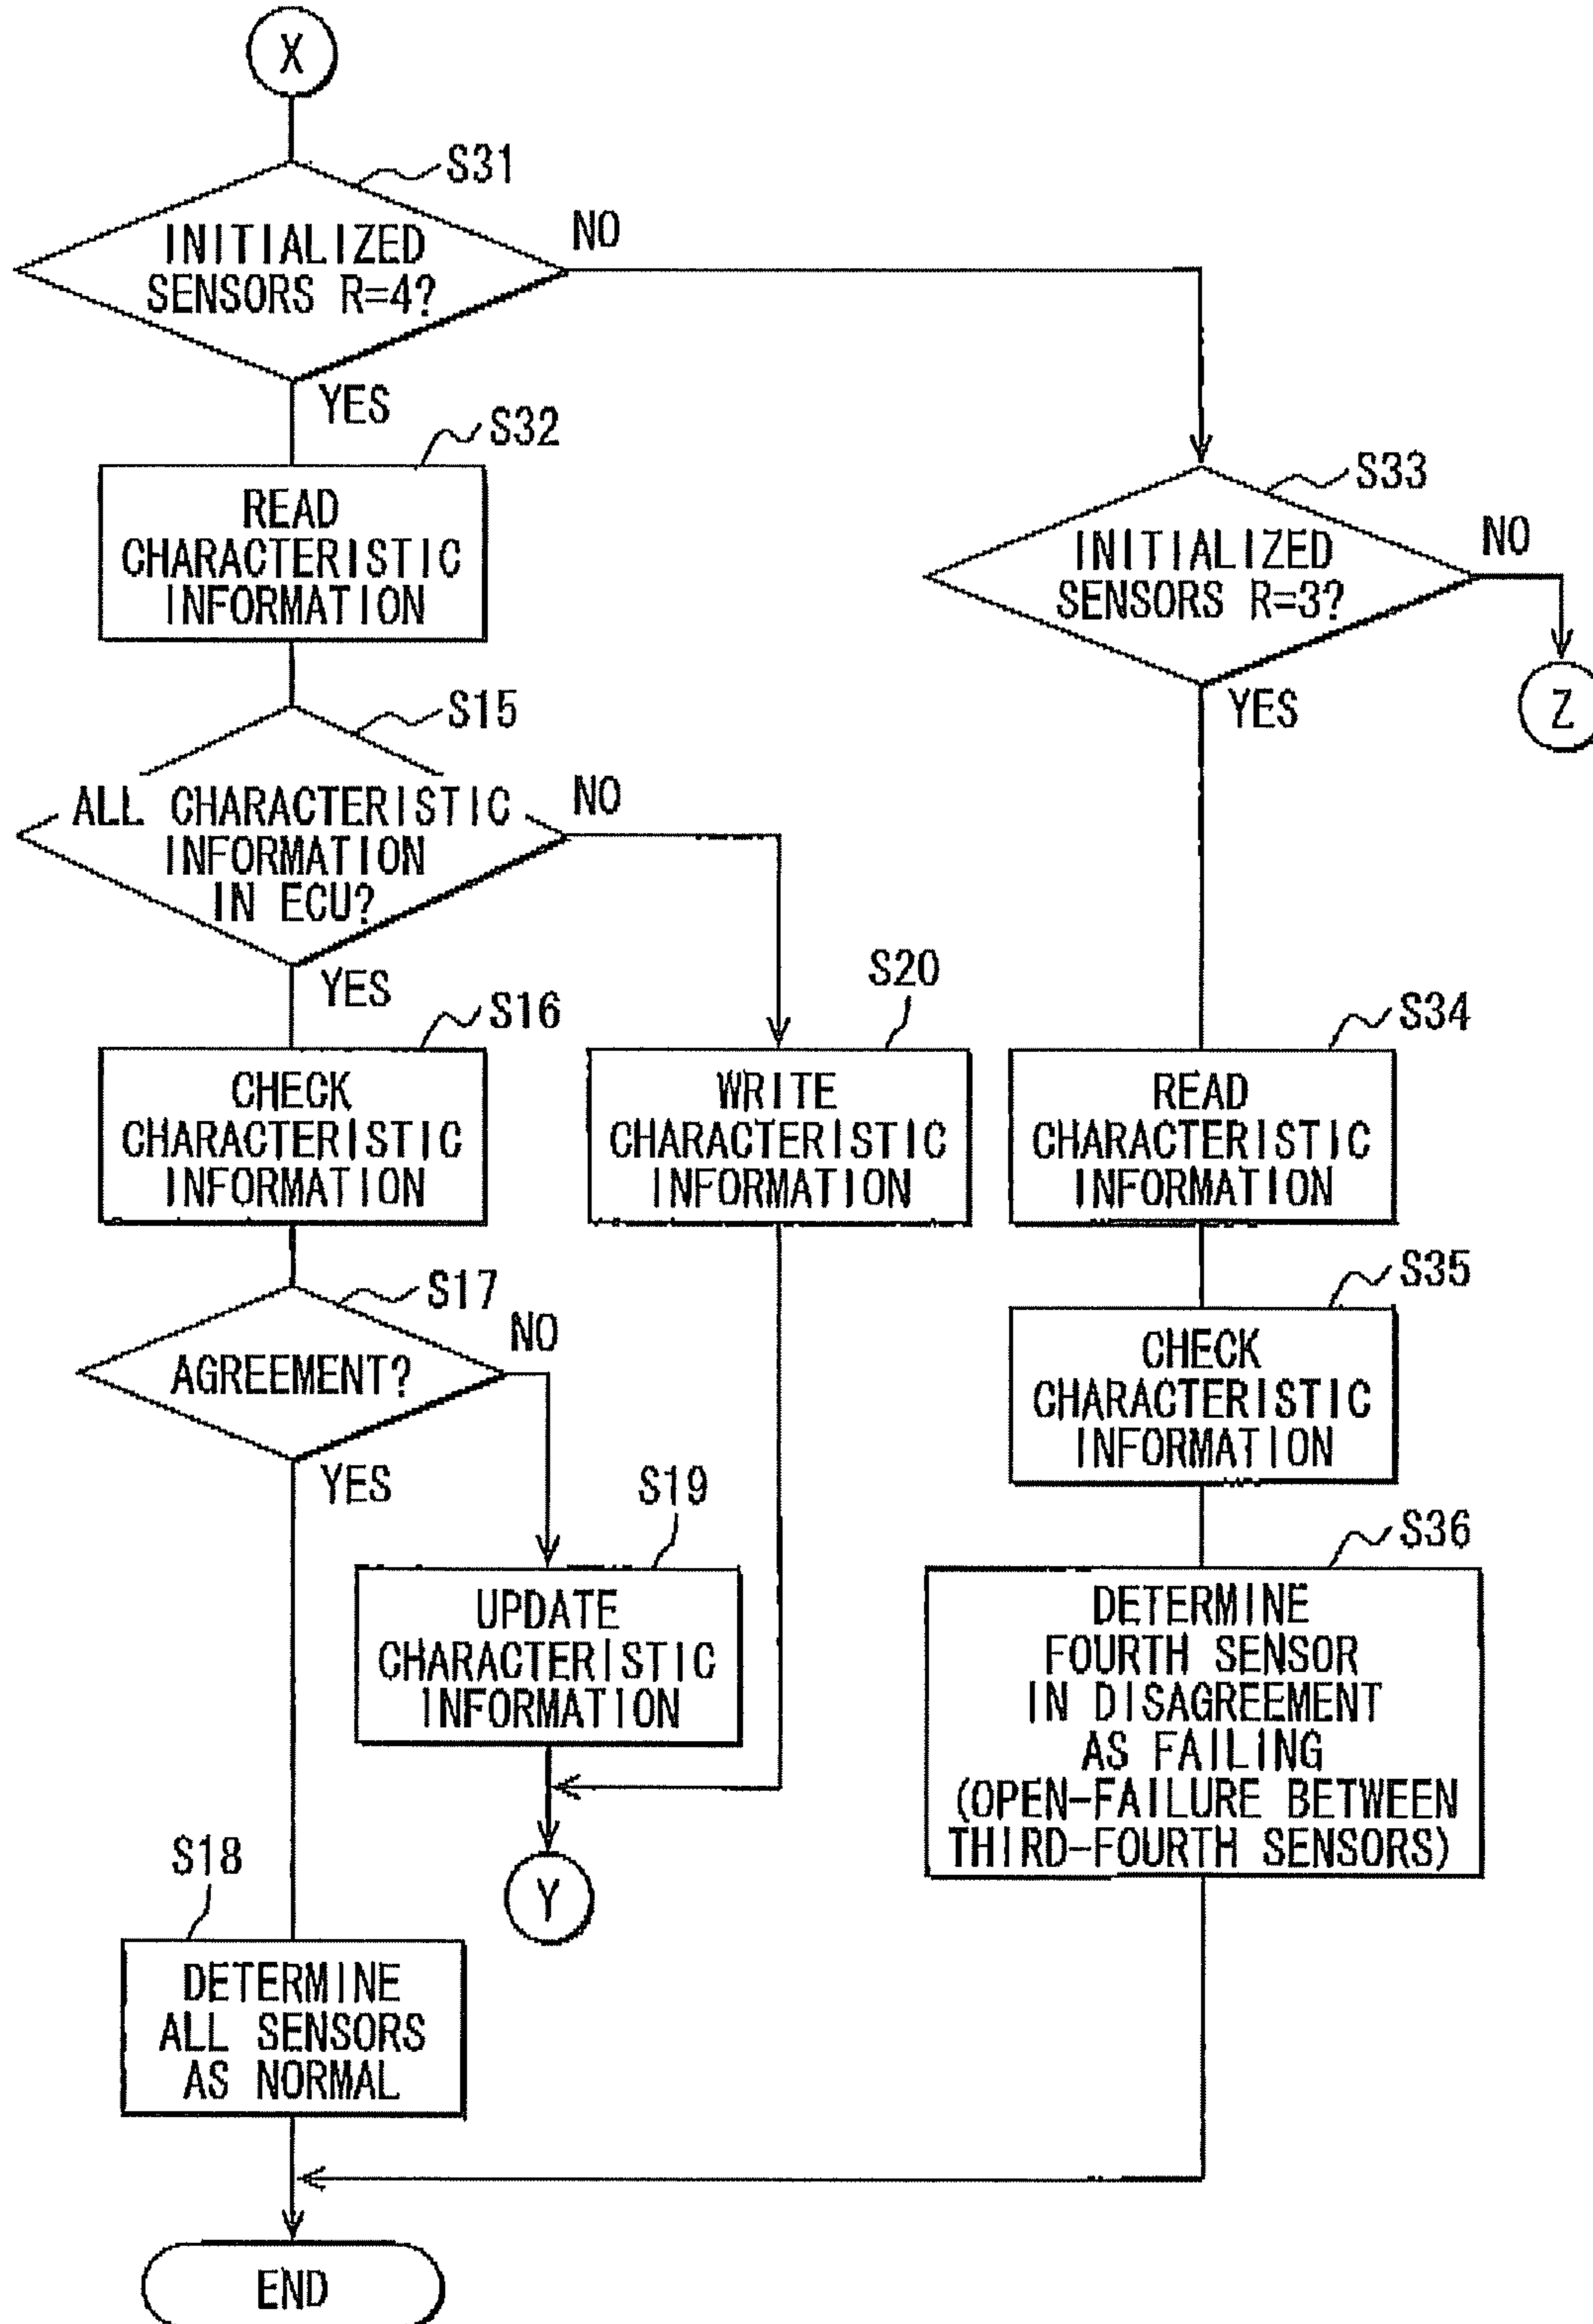 X
S31
INITIALIZED
SENSORS R=4?
NO
YES
S32
READ
CHARACTERISTIC
INFORMATION
S33
INITIALIZED
SENSORS R=3?
NO
Z
YES
S15
ALL CHARACTERISTIC
INFORMATION
IN ECU?
NO
YES
S16
CHECK
CHARACTERISTIC
INFORMATION
S20
WRITE
CHARACTERISTIC
INFORMATION
S34
READ
CHARACTERISTIC
INFORMATION
S17
AGREEMENT?
NO
YES
S35
CHECK
CHARACTERISTIC
INFORMATION
S19
UPDATE
CHARACTERISTIC
INFORMATION
Y
S36
DETERMINE
FOURTH SENSOR
IN DISAGREEMENT
AS FAILING
(OPEN-FAILURE BETWEEN
THIRD-FOURTH SENSORS)
S18
DETERMINE
ALL SENSORS
AS NORMAL
END